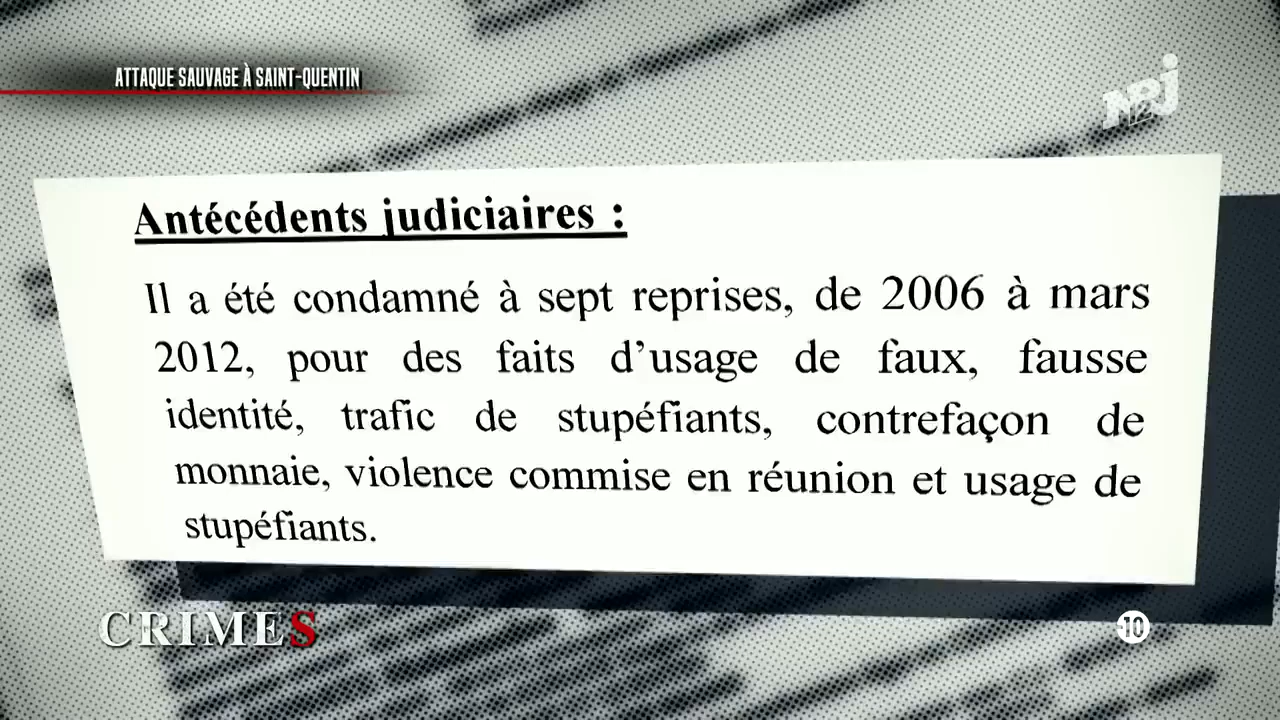 ATTAQUE SAUVAGE À SAINT-QUENTIN
NRJ12
Antécédents judiciaires :
Il a été condamné à sept reprises, de 2006 à mars
2012, pour des faits d’usage de faux, fausse
identité, trafic de stupéfiants, contrefaçon de
monnaie, violence commise en réunion et usage de
stupéfiants.
CRIMES
-10